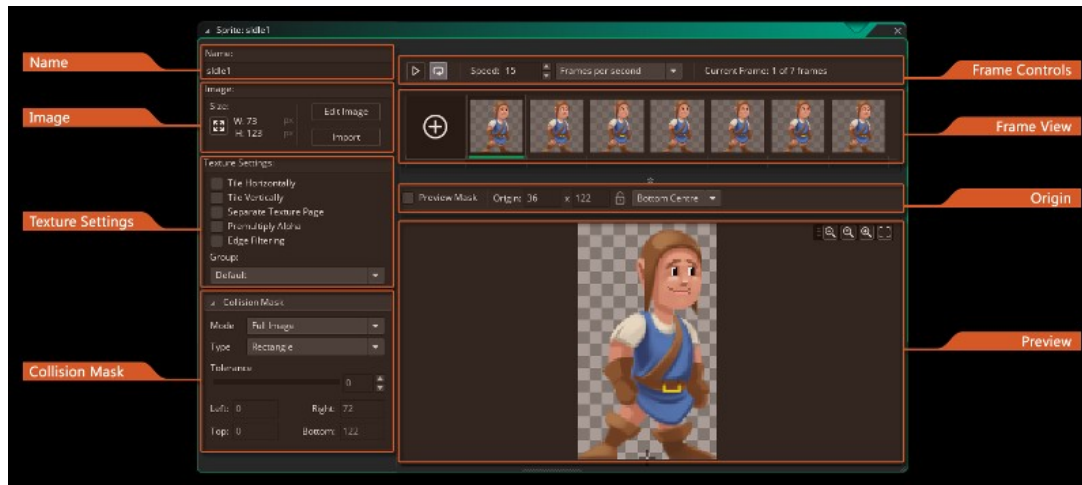 Sprite: sidle1
Name
Name:
sidle1
Image
Image:
Size:
W: 73 px
H: 123 px
Edit Image
Import
Texture Settings
Texture Settings:
Tile Horizontally
Tile Vertically
Separate Texture Page
Premultiply Alpha
Edge Filtering
Group:
Default
Collision Mask
Collision Mask
Mode Full Image
Type Rectangle
Tolerance
0
Left: 0 Right: 72
Top: 0 Bottom: 122
Speed: 15 Frames per second Current Frame: 1 of 7 frames
Frame Controls
Frame View
Preview Mask Origin: 36 x 122 Bottom Centre
Origin
Preview